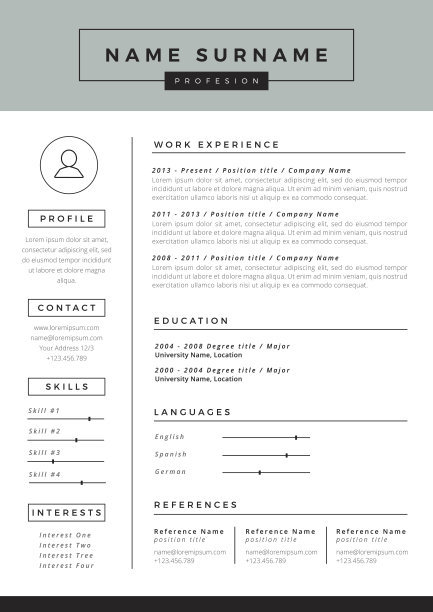 NAME SURNAME
PROFESION
PROFILE
Lorem ipsum dolor sit amet,
consectetur adipiscing elit,
sed do eiusmod tempor
incididunt ut labore et dolore
ut labore et dolore magna
aliqua.
CONTACT
www.loremipsum.com
name@loremipsum.com
Your Address 12/3
+123.456.789
SKILLS
Skill #1
Skill #2
Skill #3
Skill #4
INTERESTS
Interest One
Interest Two
Interest Tree
Interest Four
WORK EXPERIENCE
2013 - Present / Position title / Company Name
Lorem ipsum dolor sit amet, consectetur adipiscing elit, sed do eiusmod tempor
incididunt ut labore et dolore magna aliqua. Ut enim ad minim veniam, quis nostrud
exercitation ullamco laboris nisi ut aliquip ex ea commodo consequat.
2011 - 2013 / Position title / Company Name
Lorem ipsum dolor sit amet, consectetur adipiscing elit, sed do eiusmod tempor
incididunt ut labore et dolore magna aliqua. Ut enim ad minim veniam, quis nostrud
exercitation ullamco laboris nisi ut aliquip ex ea commodo consequat.
2008 - 2011 / Position title / Company Name
Lorem ipsum dolor sit amet, consectetur adipiscing elit, sed do eiusmod tempor
incididunt ut labore et dolore magna aliqua. Ut enim ad minim veniam, quis nostrud
exercitation ullamco laboris nisi ut aliquip ex ea commodo consequat.
EDUCATION
2004 - 2008 Degree title / Major
University Name, Location
2000 - 2004 Degree title / Major
University Name, Location
LANGUAGES
English
Spanish
German
REFERENCES
Reference Name
position title
name@loremipsum.com
+123.456.789
Reference Name
position title
name@loremipsum.com
+123.456.789
Reference Name
position title
name@loremipsum.com
+123.456.789